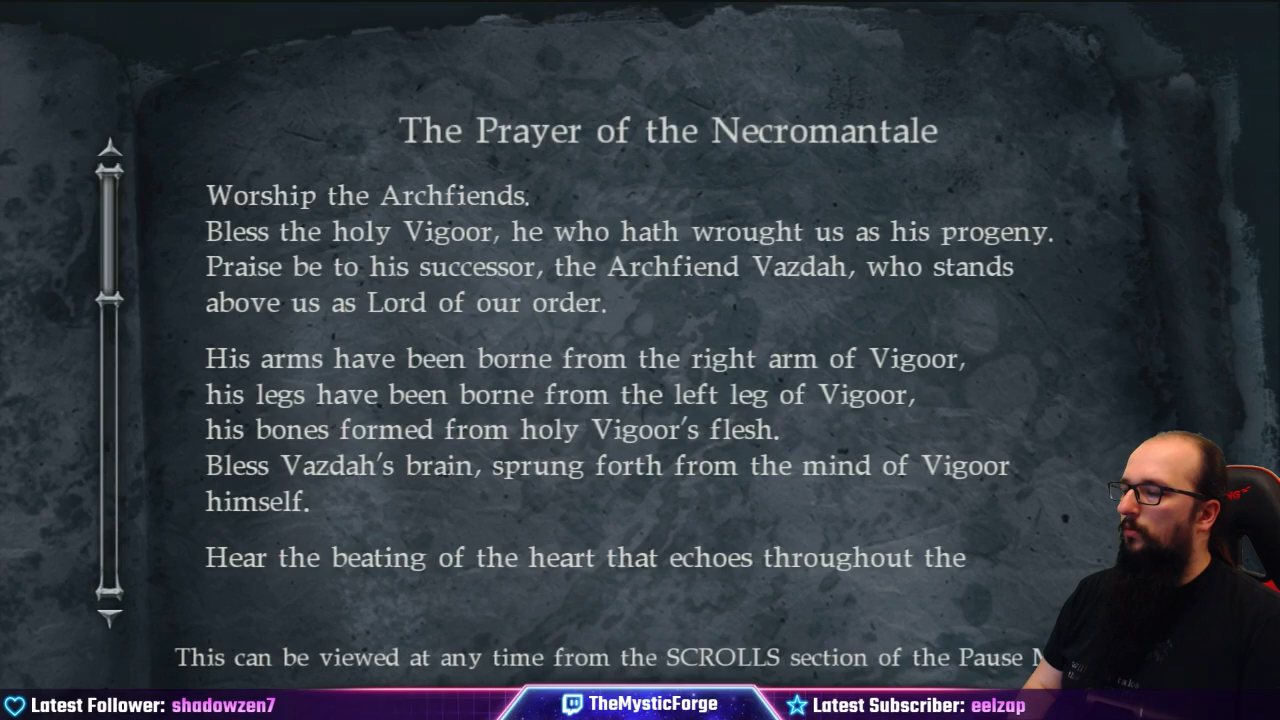 The Prayer of the Necromantale
Worship the Archfiends.
Bless the holy Vigoor, he who hath wrought us as his progeny.
Praise be to his successor, the Archfiend Vazdah, who stands
above us as Lord of our order.
His arms have been borne from the right arm of Vigoor,
his legs have been borne from the left leg of Vigoor,
his bones formed from holy Vigoor's flesh.
Bless Vazdah's brain, sprung forth from the mind of Vigoor
himself.
Hear the beating of the heart that echoes throughout the
This can be viewed at any time from the SCROLLS section of the Pause
Latest Follower: shadowzen7
TheMysticForge
Latest Subscriber: eelzap